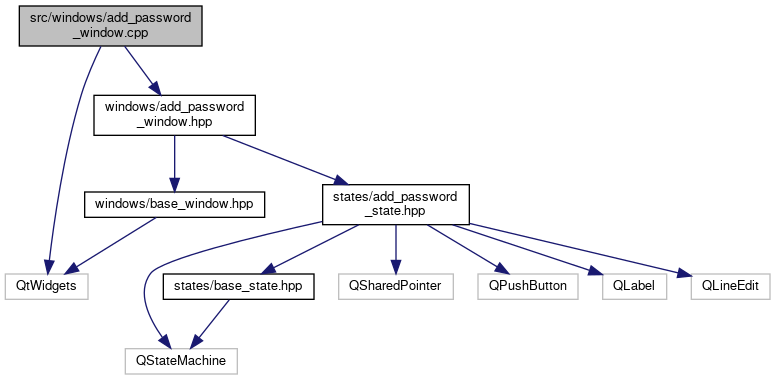 src/windows/add_password
_window.cpp
windows/add_password
_window.hpp
windows/base_window.hpp
states/add_password
_state.hpp
QtWidgets
states/base_state.hpp
QSharedPointer
QPushButton
QLabel
QLineEdit
QStateMachine